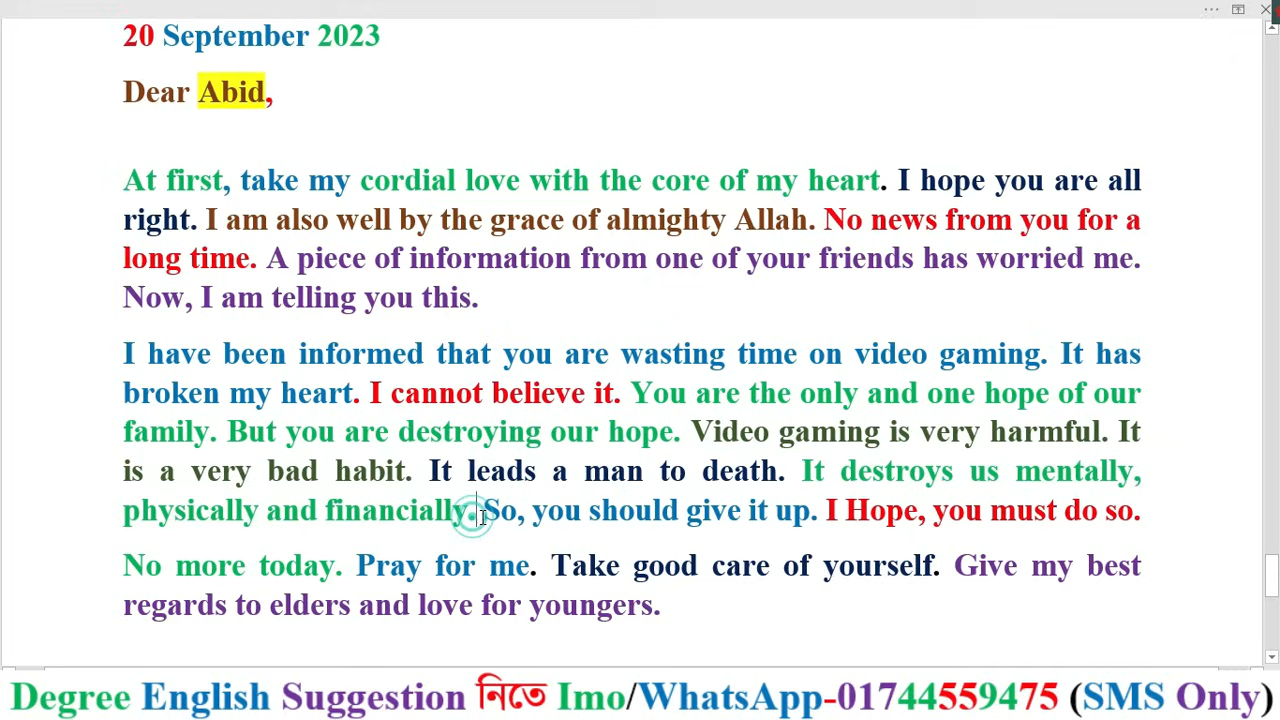 20 September 2023
Dear Abid,
At first, take my cordial love with the core of my heart. I hope you are all
right. I am also well by the grace of almighty Allah. No news from you for a
long time. A piece of information from one of your friends has worried me.
Now, I am telling you this.
I have been informed that you are wasting time on video gaming. It has
broken my heart. I cannot believe it. You are the only and one hope of our
family. But you are destroying our hope. Video gaming is very harmful. It
is a very bad habit. It leads a man to death. It destroys us mentally,
physically and financially. So, you should give it up. I Hope, you must do so.
No more today. Pray for me. Take good care of yourself. Give my best
regards to elders and love for youngers.
Degree English Suggestion নিতে Imo/WhatsApp-01744559475 (SMS Only)